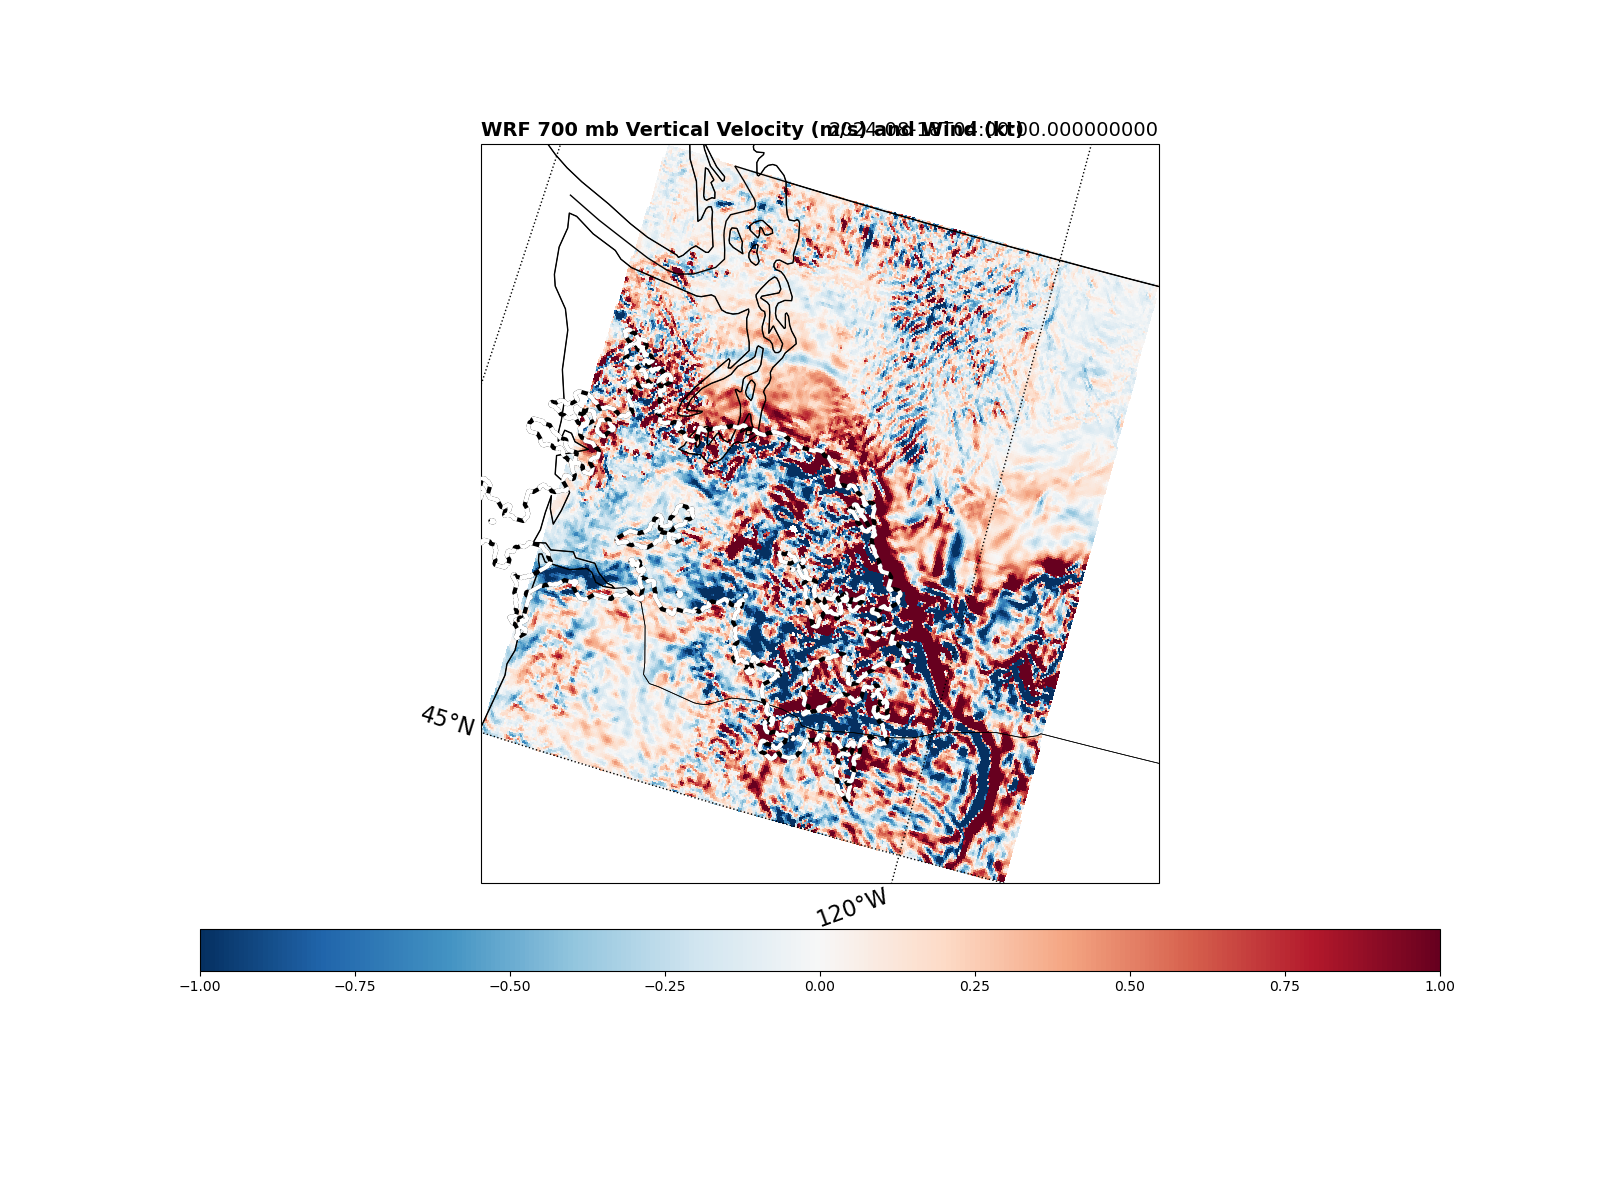 WRF 700 mb Vertical Velocity (m/s) and Wind (kt)
45°N
120°W
−1.00 −0.75 −0.50 −0.25 0.00 0.25 0.50 0.75 1.00